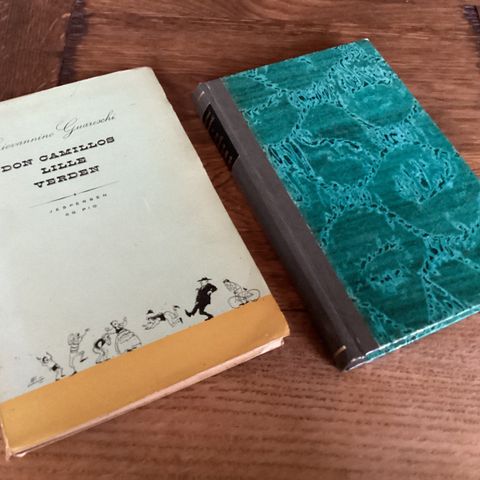 Giovannino Guareschi
DON CAMILLOS
LILLE
VERDEN
JESPERSEN
OG PIO